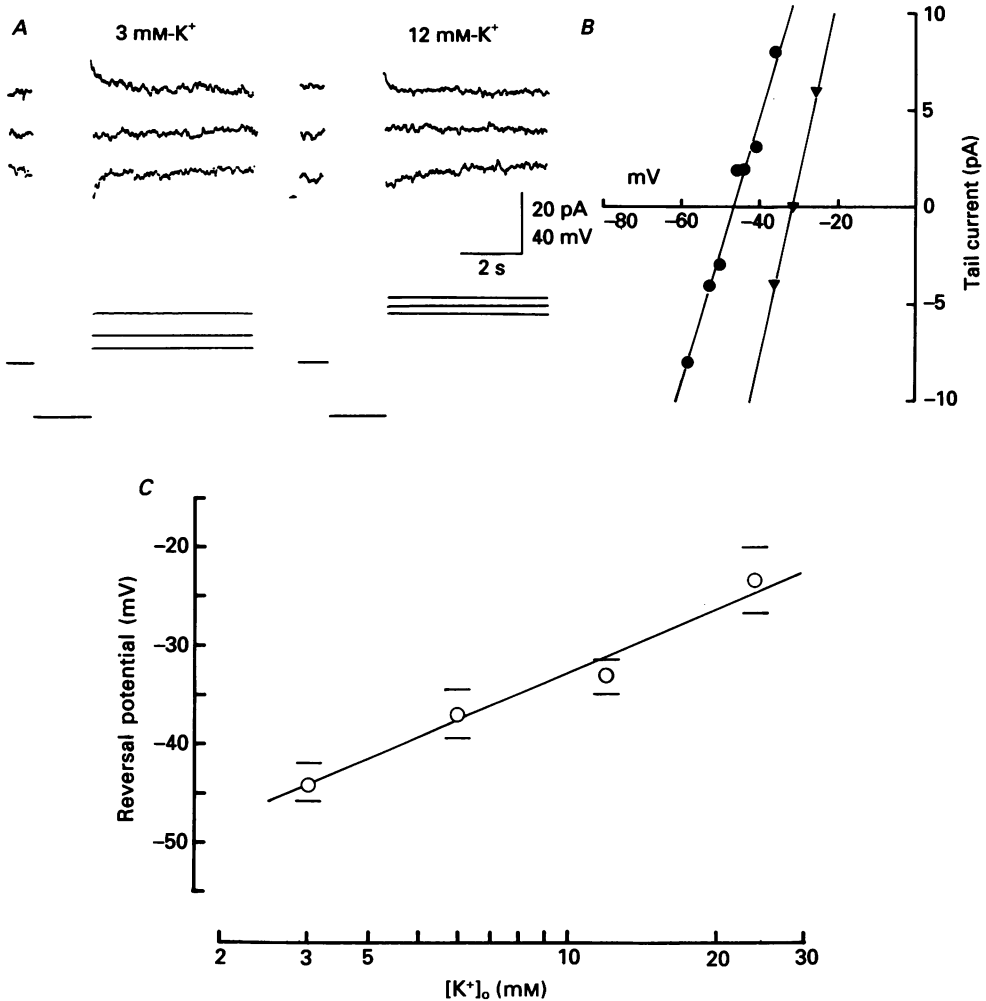 A
3 mM-K⁺
12 mM-K⁺
20 pA
40 mV
2 s
B
10
5
0
−5
−10
Tail current (pA)
mV
−80 −60 −40 −20
C
−20
−30
−40
−50
Reversal potential (mV)
2 3 5 10 20 30
[K⁺]ₒ (mM)